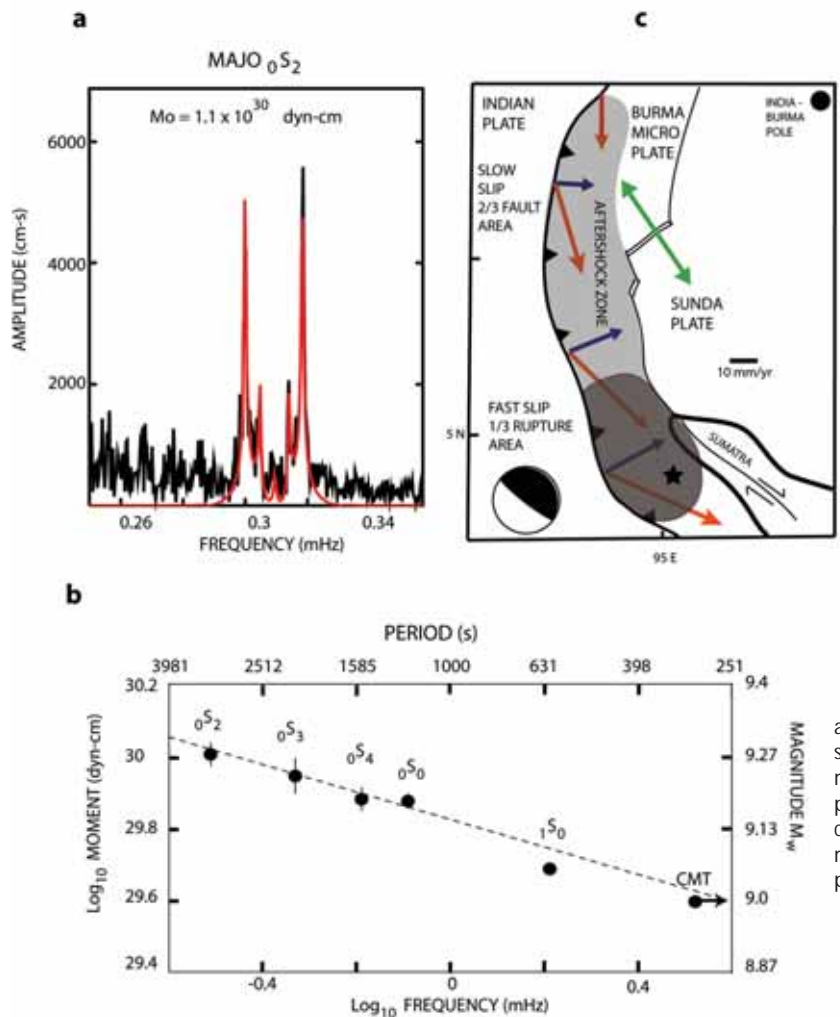 a
MAJO ₀S₂
Mo = 1.1 x 10³⁰ dyn-cm
6000
4000
2000
AMPLITUDE (cm-s)
0.26
0.3
0.34
FREQUENCY (mHz)
c
INDIAN
PLATE
BURMA
MICRO
PLATE
INDIA -
BURMA
POLE
SLOW
SLIP
2/3 FAULT
AREA
AFTERSHOCK ZONE
SUNDA
PLATE
10 mm/yr
FAST SLIP
1/3 RUPTURE
AREA
5 N
SUMATRA
95 E
b
PERIOD (s)
3981 2512 1585 1000 631 398 251
30.2
30
29.8
29.6
29.4
Log₁₀ MOMENT (dyn-cm)
₀S₂
₀S₃
₀S₄
₀S₀
₁S₀
CMT
9.4
9.27
9.13
9.0
8.87
MAGNITUDE Mw
-0.4 0 0.4
Log₁₀ FREQUENCY (mHz)